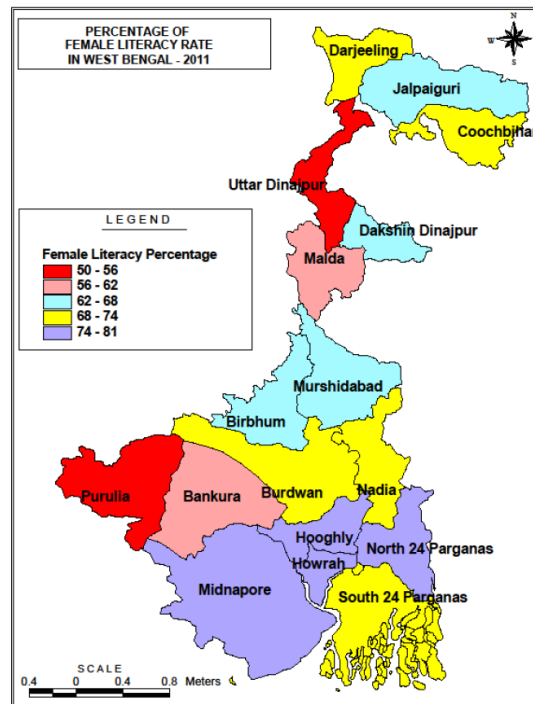 PERCENTAGE OF
FEMALE LITERACY RATE
IN WEST BENGAL - 2011
N
W
E
S
Darjeeling
Jalpaiguri
Coochbihar
Uttar Dinajpur
Dakshin Dinajpur
Malda
LEGEND
Female Literacy Percentage
50 - 56
56 - 62
62 - 68
68 - 74
74 - 81
Murshidabad
Birbhum
Purulia
Bankura
Burdwan
Nadia
Hooghly
North 24 Parganas
Howrah
Midnapore
South 24 Parganas
SCALE
0.4 0 0.4 0.8 Meters